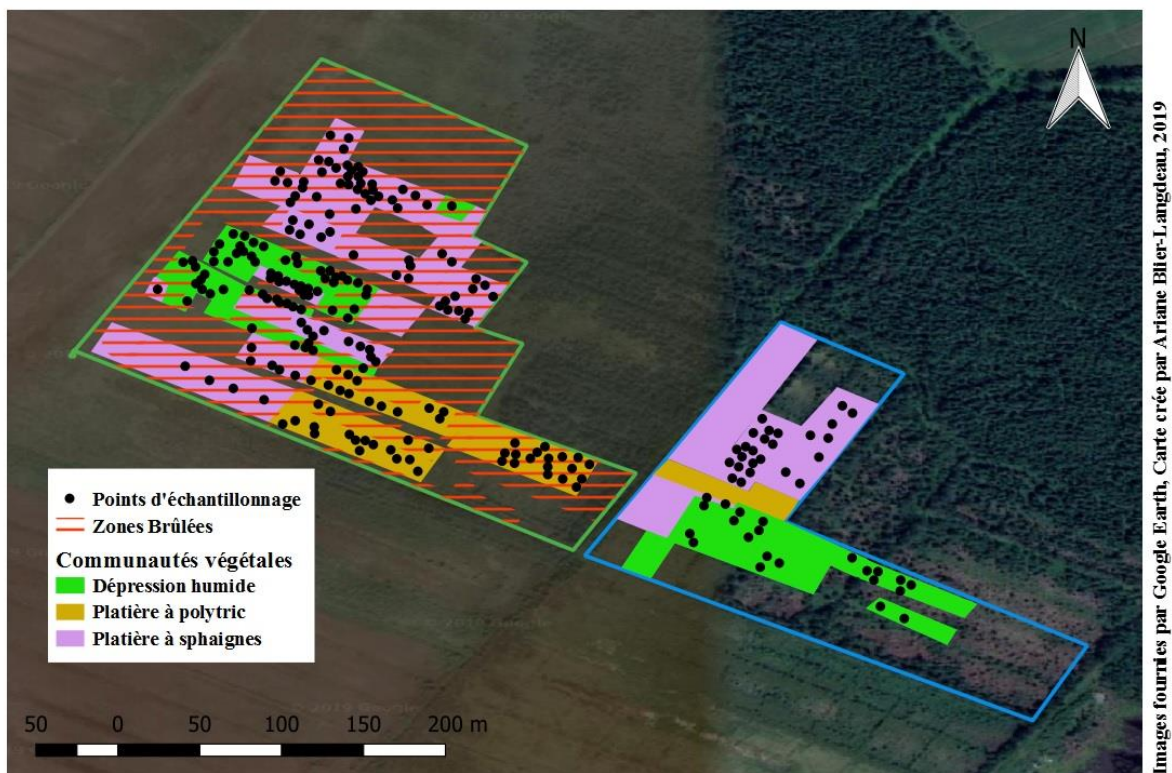 N
Points d'échantillonnage
Zones Brûlées
Communautés végétales
Dépression humide
Platière à polytric
Platière à sphaignes
50 0 50 100 150 200 m
Images fournies par Google Earth, Carte crée par Ariane Blier-Langdeau, 2019